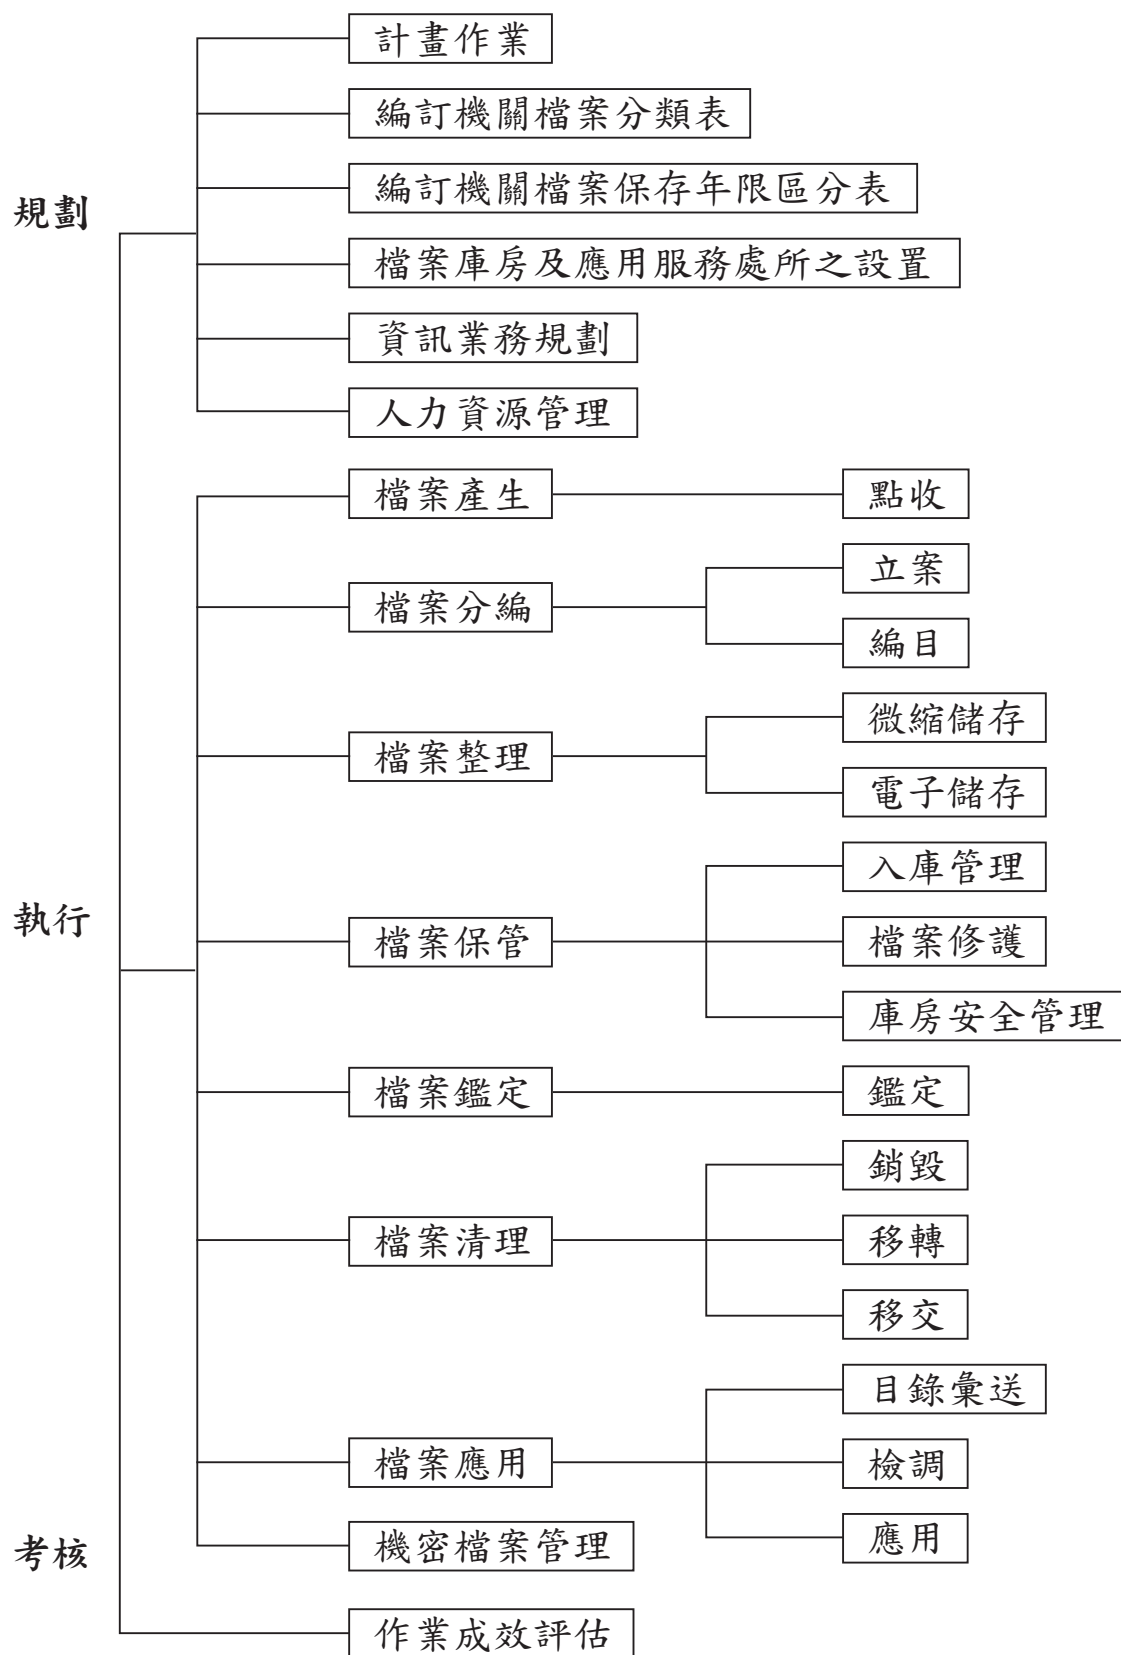 規劃
計畫作業
編訂機關檔案分類表
編訂機關檔案保存年限區分表
檔案庫房及應用服務處所之設置
資訊業務規劃
人力資源管理
執行
檔案產生
點收
檔案分編
立案
編目
檔案整理
微縮儲存
電子儲存
檔案保管
入庫管理
檔案修護
庫房安全管理
檔案鑑定
鑑定
檔案清理
銷毀
移轉
移交
檔案應用
目錄彙送
檢調
應用
機密檔案管理
考核
作業成效評估